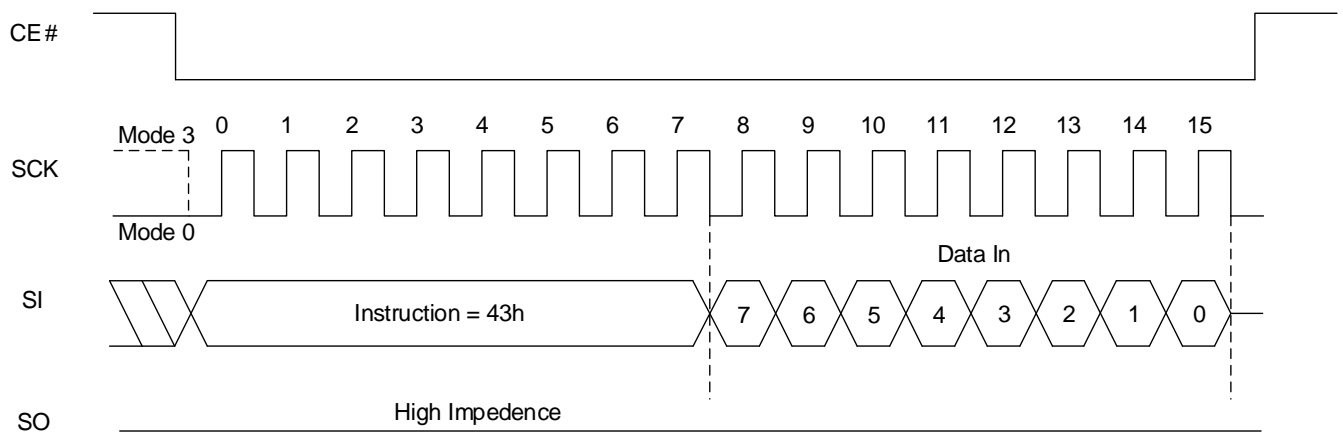 CE#
0 1 2 3 4 5 6 7 8 9 10 11 12 13 14 15
Mode 3
SCK
Mode 0
Data In
SI
Instruction = 43h
7 6 5 4 3 2 1 0
High Impedence
SO